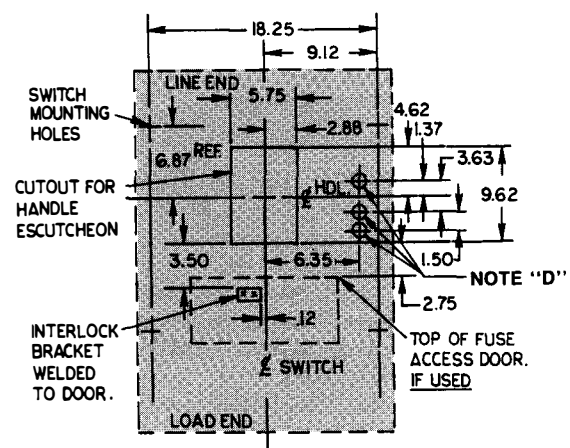 18.25
9.12
LINE END
5.75
SWITCH
MOUNTING
HOLES
2.88
4.62
1.37
3.63
6.87 REF.
CUTOUT FOR
HANDLE
ESCUTCHEON
℄ HDL.
9.62
3.50
6.35
1.50
NOTE "D"
2.75
.12
INTERLOCK
BRACKET
WELDED
TO DOOR.
℄ SWITCH
TOP OF FUSE
ACCESS DOOR.
IF USED
LOAD END